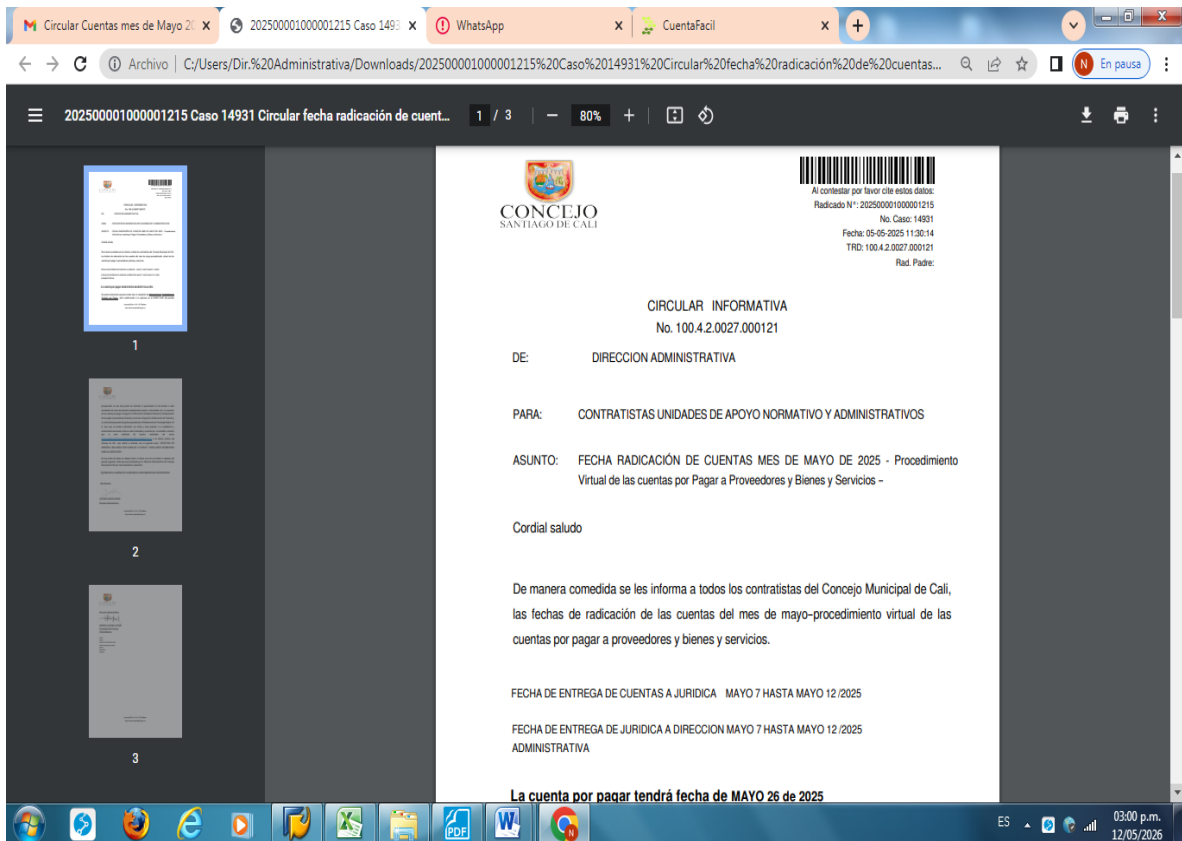 Circular Cuentas mes de Mayo 20
202500001000001215 Caso 1493
WhatsApp
CuentaFacil
Archivo | C:/Users/Dir.%20Administrativa/Downloads/202500001000001215%20Caso%2014931%20Circular%20fecha%20radicación%20de%20cuentas...
En pausa
202500001000001215 Caso 14931 Circular fecha radicación de cuent...
1 / 3
80%
CONCEJO
SANTIAGO DE CALI
Al contestar por favor cite estos datos:
Radicado N°: 202500001000001215
No. Caso: 14931
Fecha: 05-05-2025 11:30:14
TRD: 100.4.2.0027.000121
Rad. Padre:
CIRCULAR INFORMATIVA
No. 100.4.2.0027.000121
DE: DIRECCION ADMINISTRATIVA
PARA: CONTRATISTAS UNIDADES DE APOYO NORMATIVO Y ADMINISTRATIVOS
ASUNTO: FECHA RADICACIÓN DE CUENTAS MES DE MAYO DE 2025 - Procedimiento
Virtual de las cuentas por Pagar a Proveedores y Bienes y Servicios –
Cordial saludo
De manera comedida se les informa a todos los contratistas del Concejo Municipal de Cali,
las fechas de radicación de las cuentas del mes de mayo–procedimiento virtual de las
cuentas por pagar a proveedores y bienes y servicios.
FECHA DE ENTREGA DE CUENTAS A JURIDICA MAYO 7 HASTA MAYO 12 /2025
FECHA DE ENTREGA DE JURIDICA A DIRECCION MAYO 7 HASTA MAYO 12 /2025
ADMINISTRATIVA
La cuenta por pagar tendrá fecha de MAYO 26 de 2025
1
2
3
ES
03:00 p.m.
12/05/2026